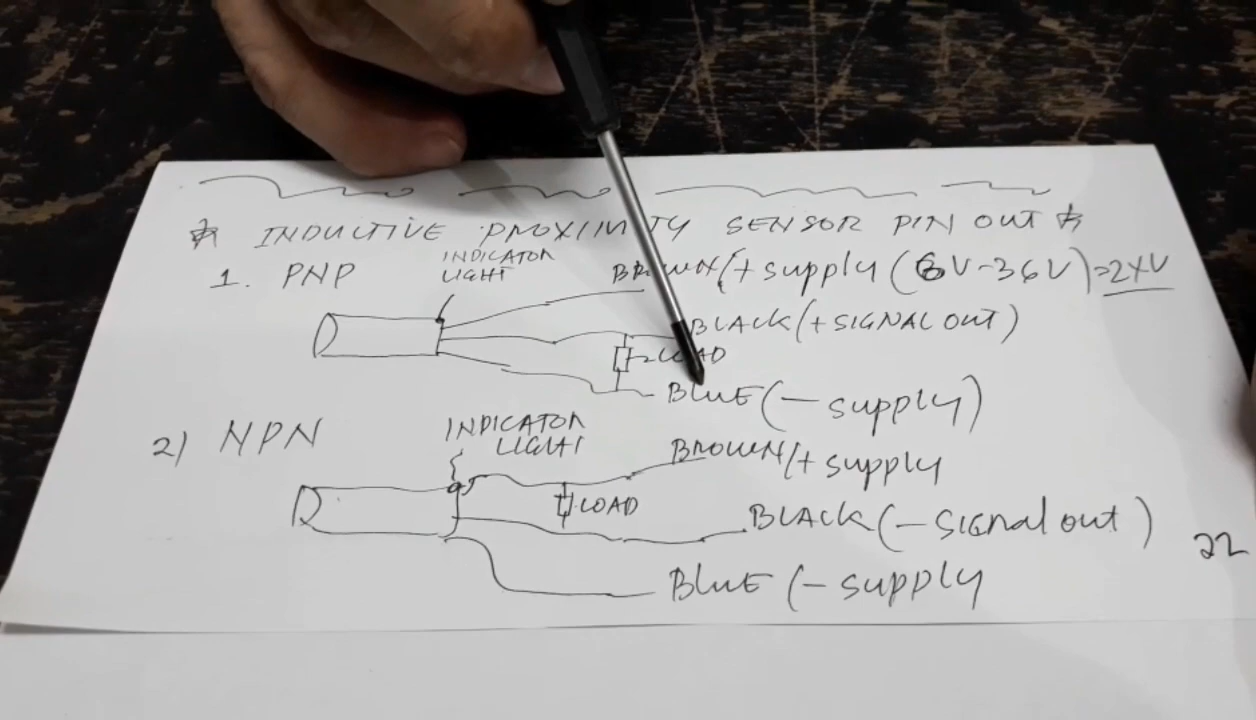 * INDUCTIVE PROXIMITY SENSOR PIN OUT *
1. PNP
INDICATOR
LIGHT
BROWN (+ supply (6V-36V) = 24V
BLACK (+ SIGNAL OUT)
LOAD
BLUE (- supply)
2) NPN
INDICATOR
LIGHT
BROWN (+ supply
LOAD
BLACK (- signal out)
BLUE (- supply
22